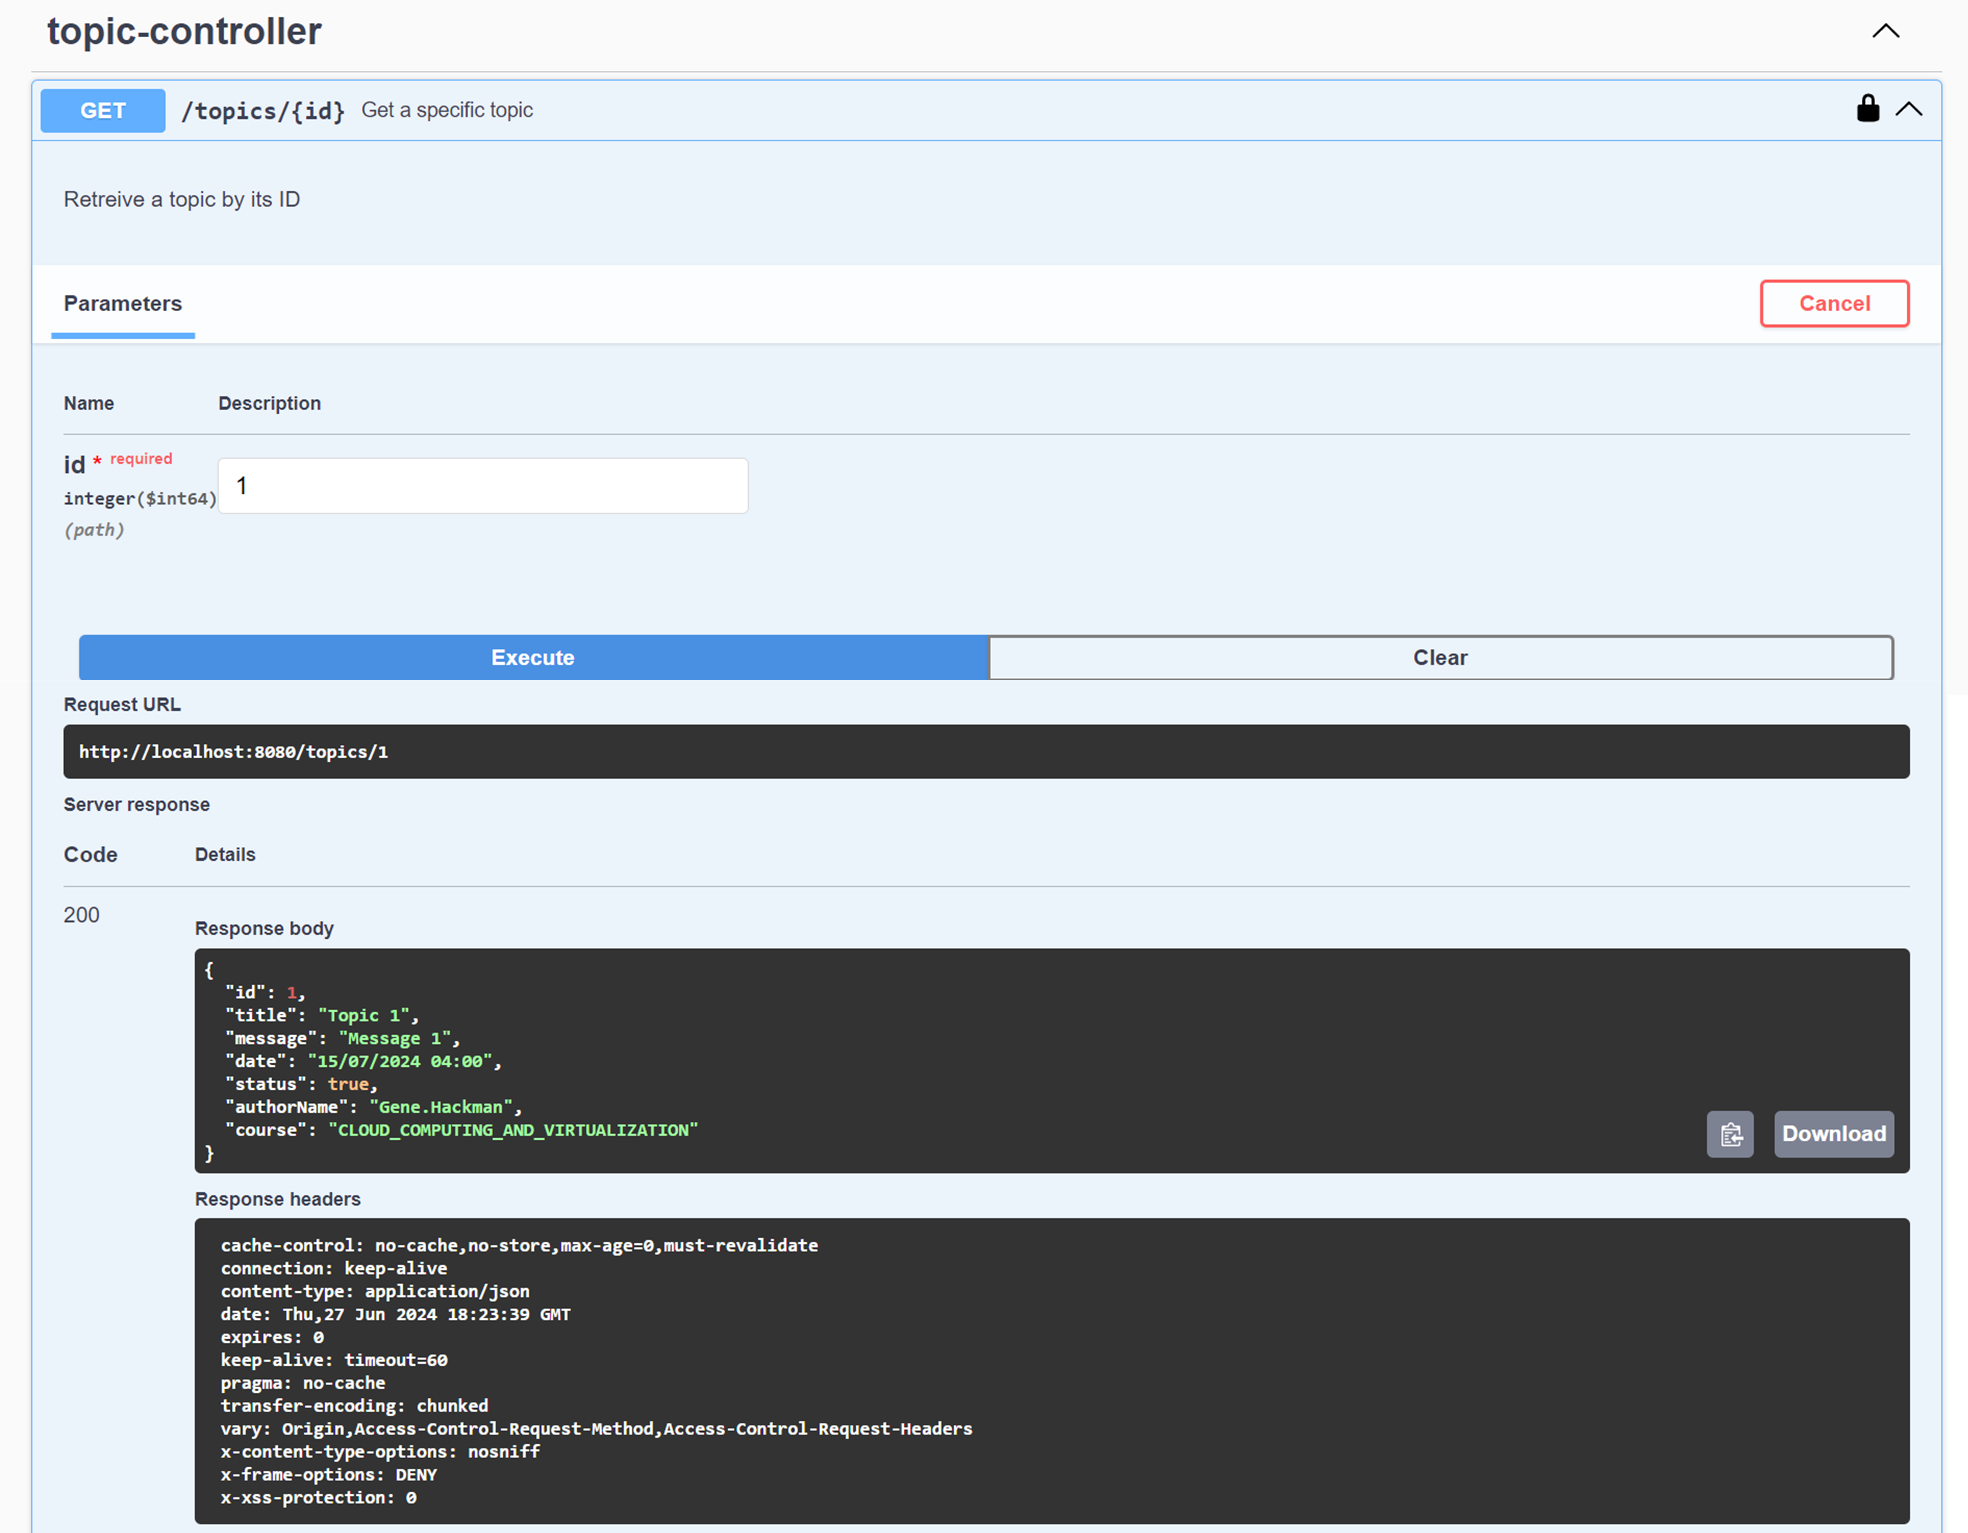 topic-controller
GET /topics/{id} Get a specific topic
Retreive a topic by its ID
Parameters
Cancel
Name Description
id * required
integer($int64)
(path)
1
Execute
Clear
Request URL
http://localhost:8080/topics/1
Server response
Code Details
200
Response body
{
  "id": 1,
  "title": "Topic 1",
  "message": "Message 1",
  "date": "15/07/2024 04:00",
  "status": true,
  "authorName": "Gene.Hackman",
  "course": "CLOUD_COMPUTING_AND_VIRTUALIZATION"
}
Download
Response headers
cache-control: no-cache,no-store,max-age=0,must-revalidate
connection: keep-alive
content-type: application/json
date: Thu,27 Jun 2024 18:23:39 GMT
expires: 0
keep-alive: timeout=60
pragma: no-cache
transfer-encoding: chunked
vary: Origin,Access-Control-Request-Method,Access-Control-Request-Headers
x-content-type-options: nosniff
x-frame-options: DENY
x-xss-protection: 0